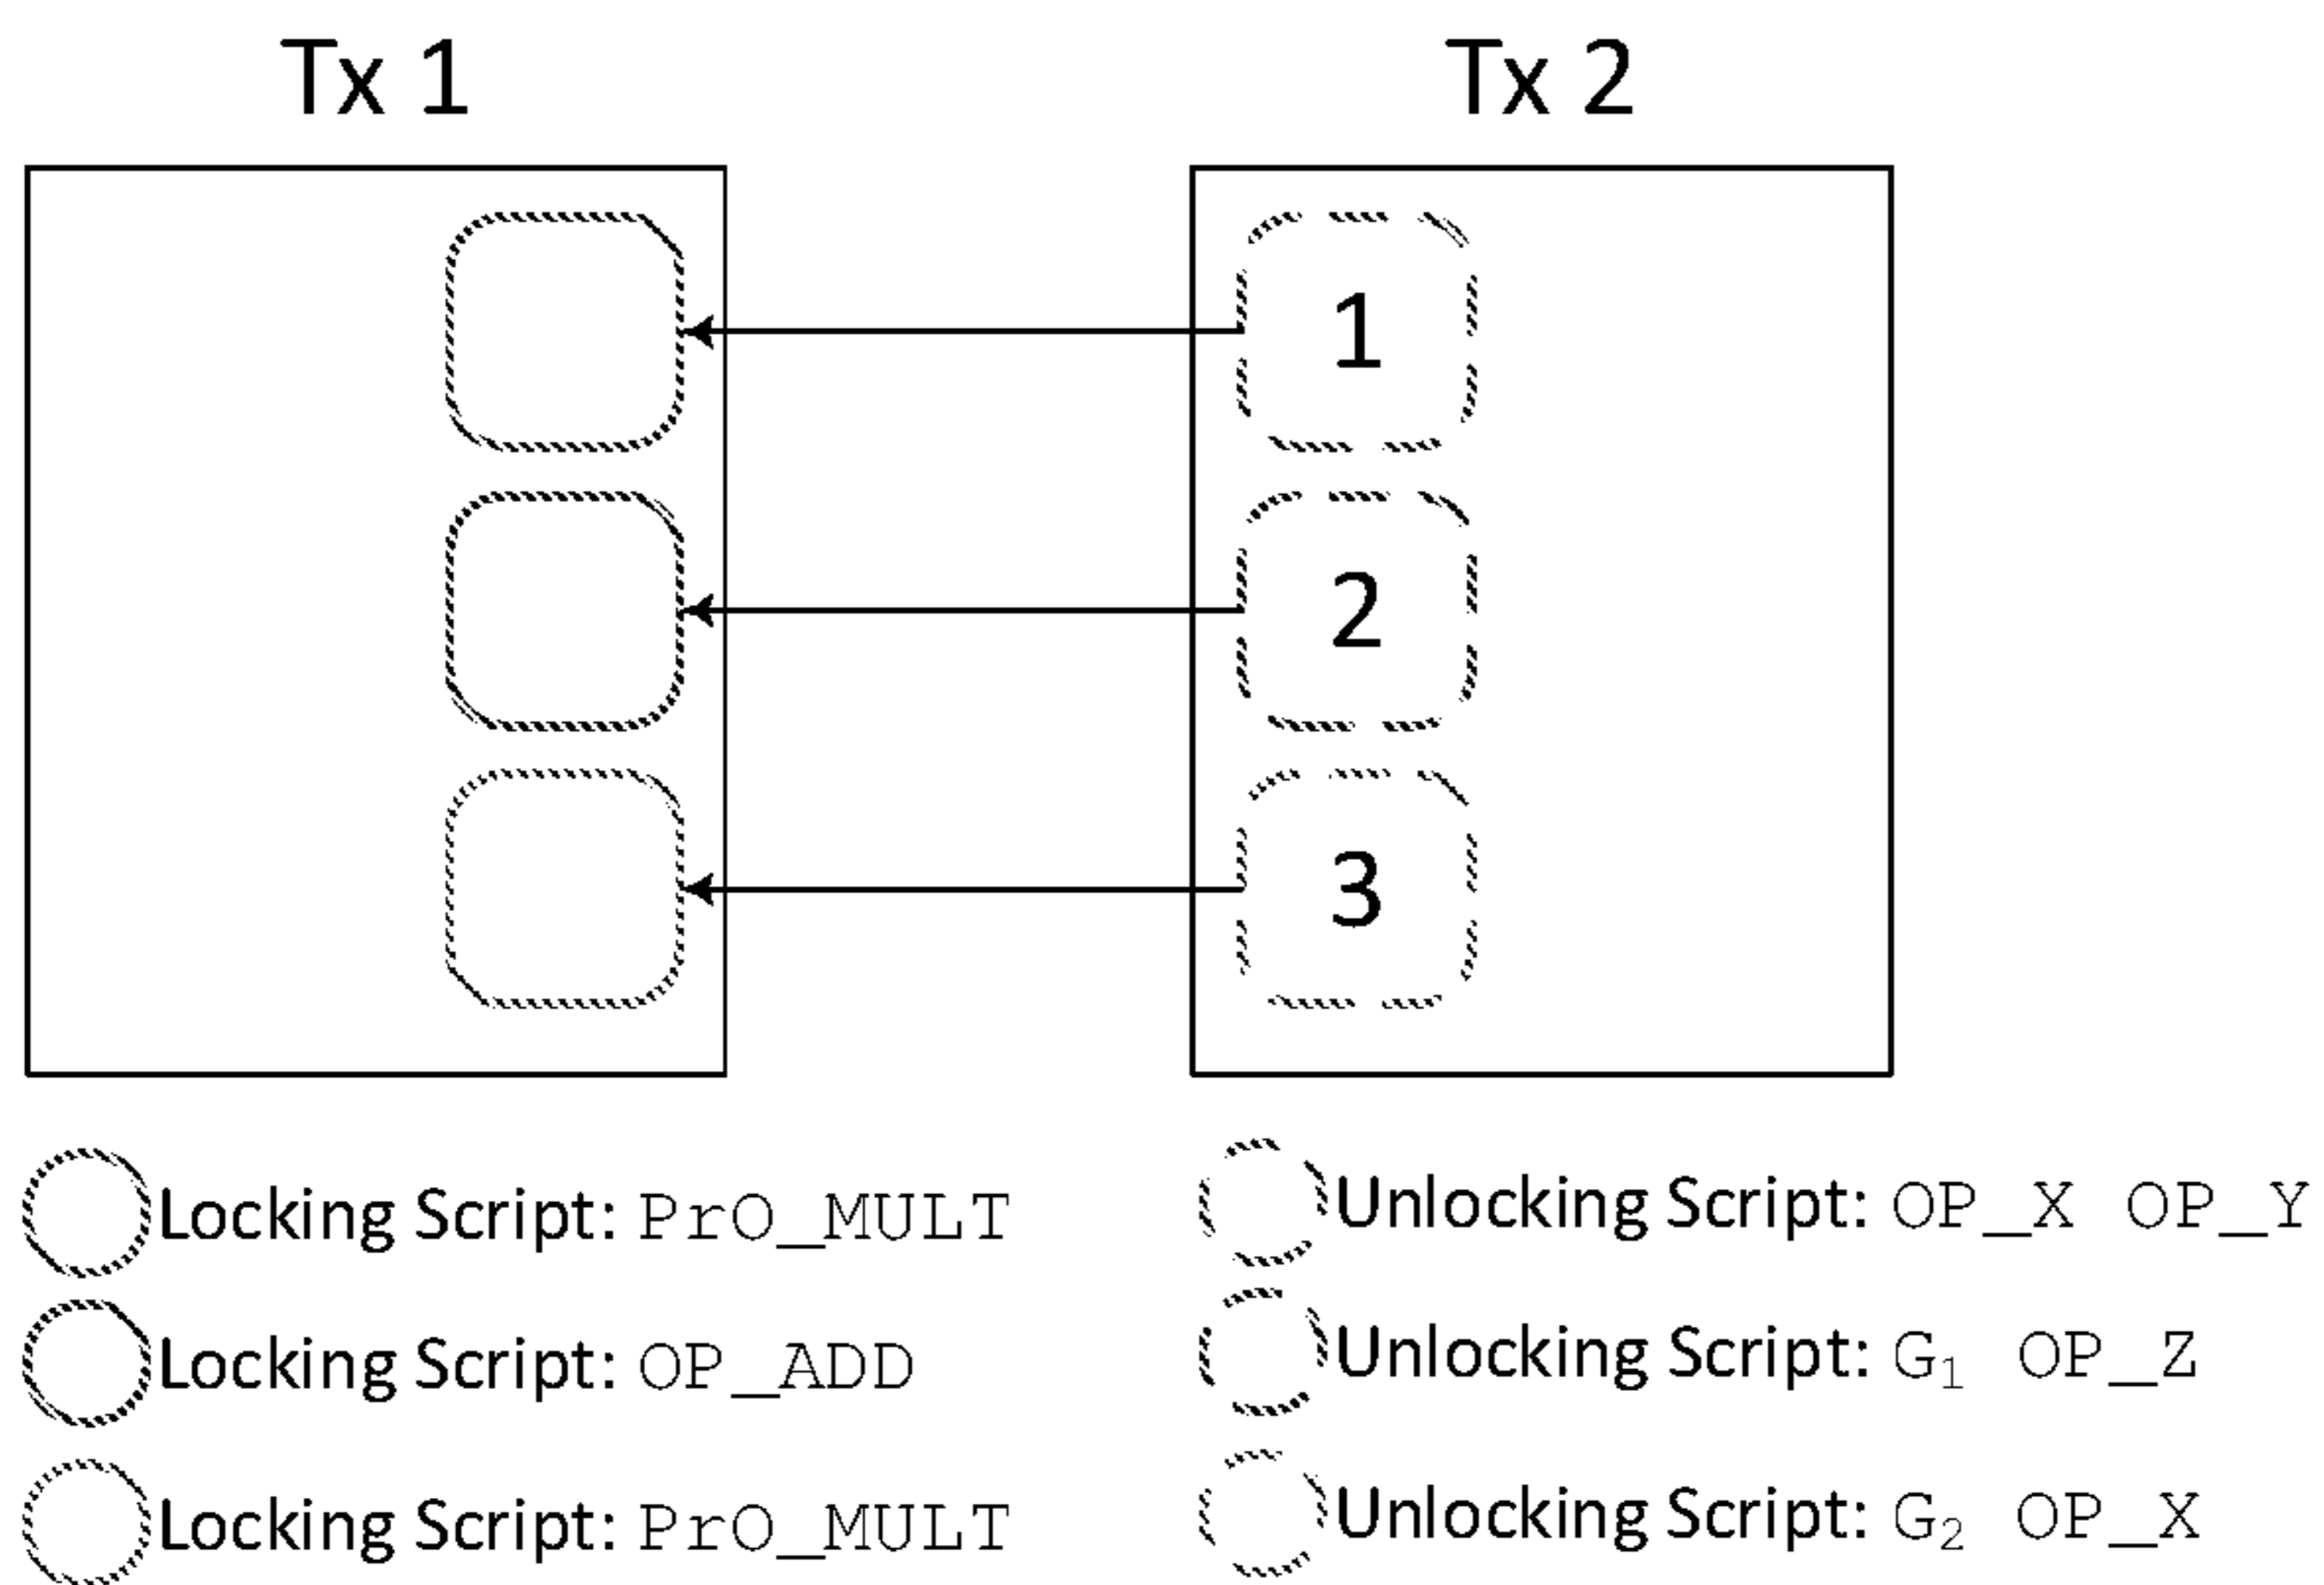 Tx 1 Tx 2
1
2
3
Locking Script: PrO_MULT Unlocking Script: OP_X OP_Y
Locking Script: OP_ADD Unlocking Script: G₁ OP_Z
Locking Script: PrO_MULT Unlocking Script: G₂ OP_X